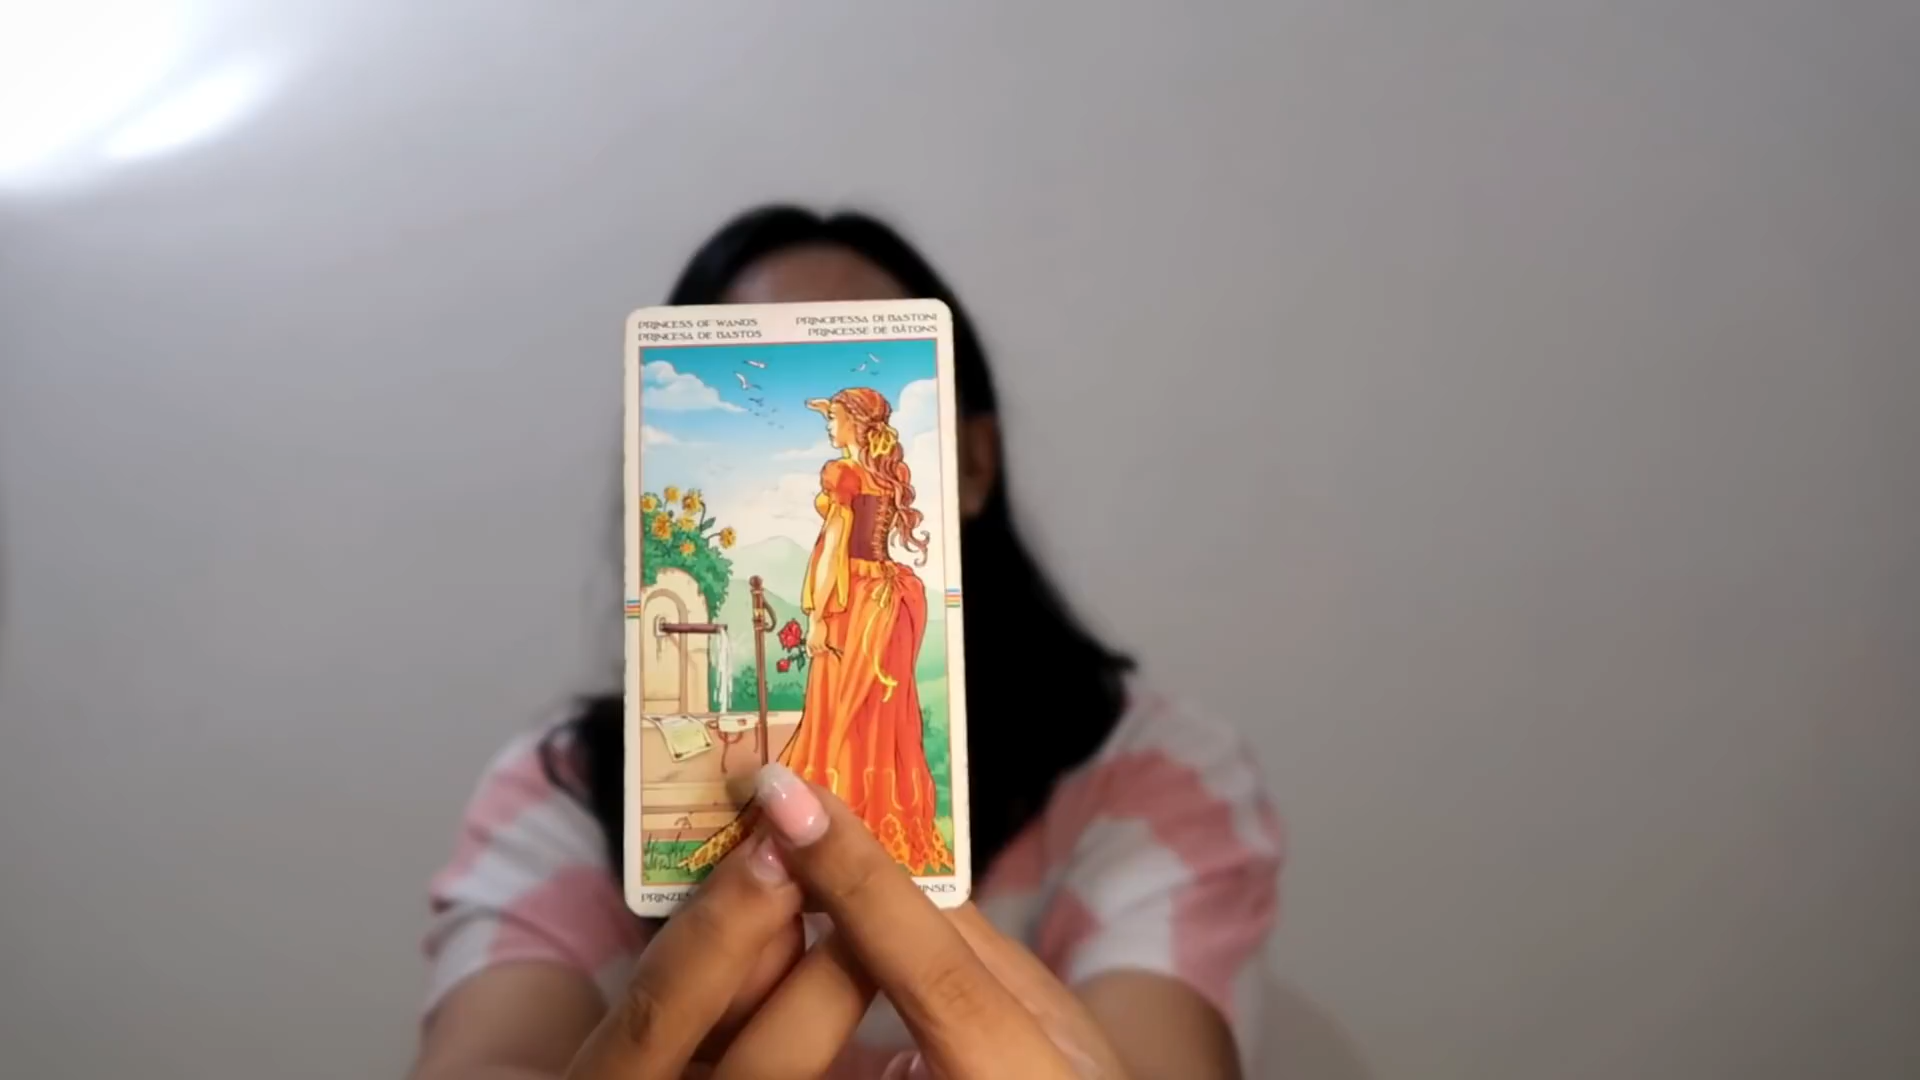 PRINCESS OF WANDS
PRINCESA DE BASTOS
PRINCIPESSA DI BASTONI
PRINCESSE DE BÂTONS